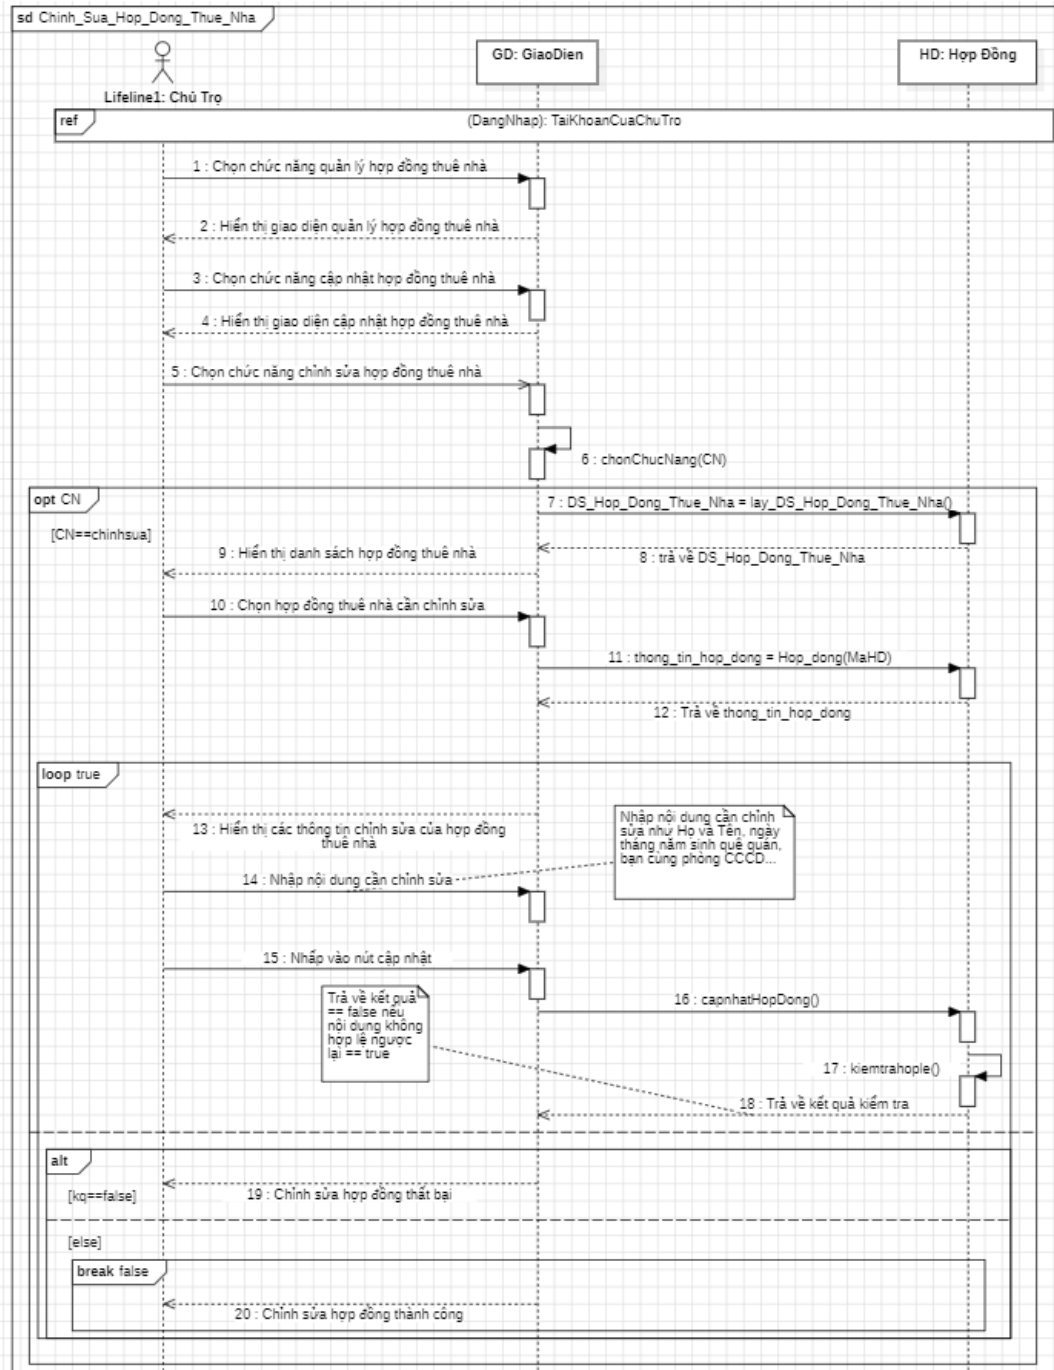 sd Chinh_Sua_Hop_Dong_Thue_Nha
GD: GiaoDien
HD: Hợp Đồng
Lifeline1: Chủ Trọ
ref
(DangNhap): TaiKhoanCuaChuTro
1 : Chọn chức năng quản lý hợp đồng thuê nhà
2 : Hiển thị giao diện quản lý hợp đồng thuê nhà
3 : Chọn chức năng cập nhật hợp đồng thuê nhà
4 : Hiển thị giao diện cập nhật hợp đồng thuê nhà
5 : Chọn chức năng chỉnh sửa hợp đồng thuê nhà
6 : chonChucNang(CN)
opt CN
7 : DS_Hop_Dong_Thue_Nha = lay_DS_Hop_Dong_Thue_Nha()
[CN==chinhsua]
8 : trả về DS_Hop_Dong_Thue_Nha
9 : Hiển thị danh sách hợp đồng thuê nhà
10 : Chọn hợp đồng thuê nhà cần chỉnh sửa
11 : thong_tin_hop_dong = Hop_dong(MaHD)
12 : Trả về thong_tin_hop_dong
loop true
13 : Hiển thị các thông tin chỉnh sửa của hợp đồng
thuê nhà
Nhập nội dung cần chỉnh
sửa như Họ và Tên, ngày
tháng năm sinh quê quán,
bạn cùng phòng CCCD...
14 : Nhập nội dung cần chỉnh sửa
15 : Nhấp vào nút cập nhật
Trả về kết quả
== false nếu
nội dung không
hợp lệ ngược
lại == true
16 : capnhatHopDong()
17 : kiemtrahople()
18 : Trả về kết quả kiểm tra
alt
[kq==false]
19 : Chỉnh sửa hợp đồng thất bại
[else]
break false
20 : Chỉnh sửa hợp đồng thành công